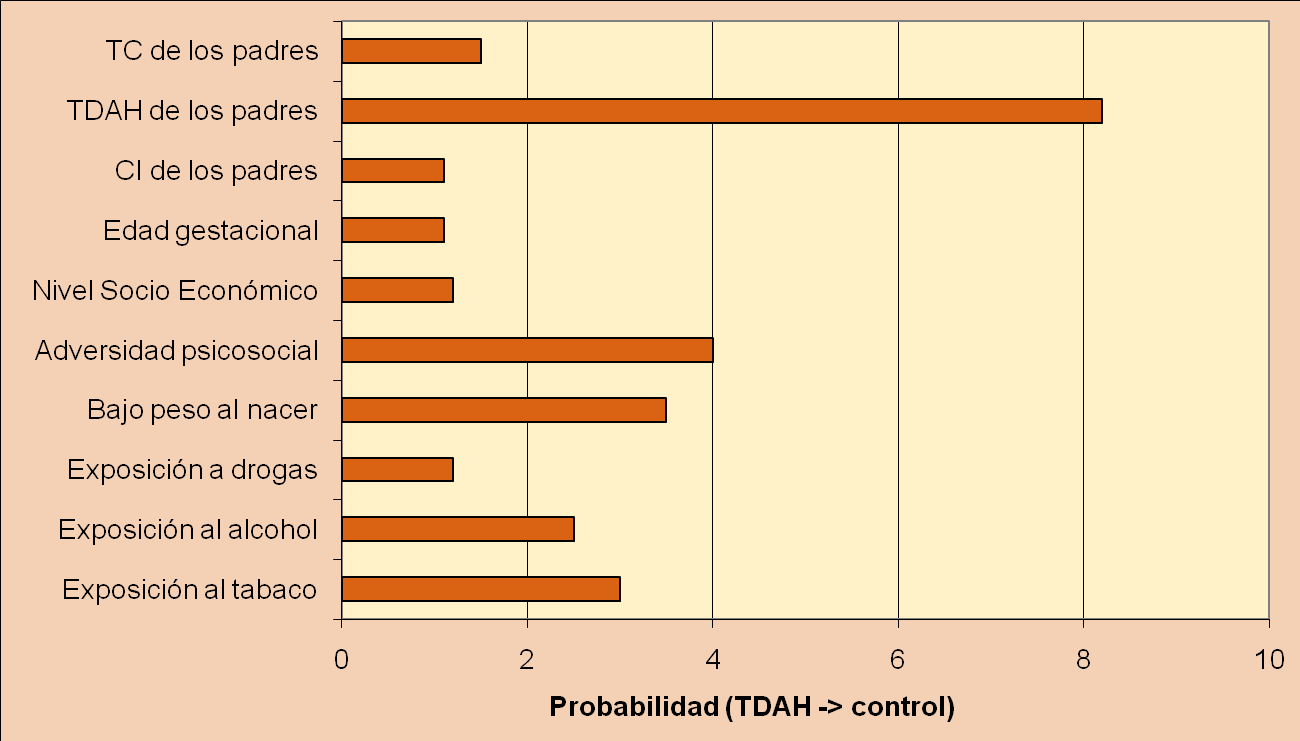 TC de los padres
TDAH de los padres
CI de los padres
Edad gestacional
Nivel Socio Económico
Adversidad psicosocial
Bajo peso al nacer
Exposición a drogas
Exposición al alcohol
Exposición al tabaco
0 2 4 6 8 10
Probabilidad (TDAH -> control)